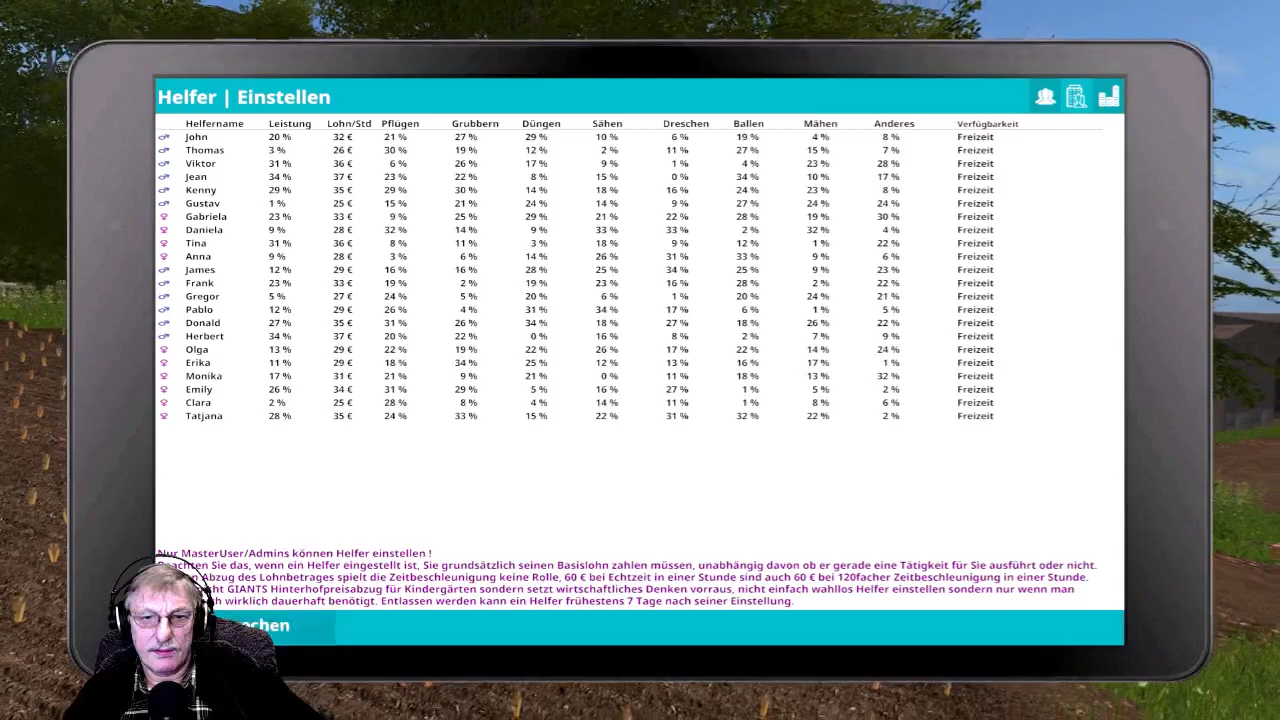 Helfer | Einstellen
Helfername Leistung Lohn/Std Pflügen Grubbern Düngen Sähen Dreschen Ballen Mähen Anderes Verfügbarkeit
John 20 % 32 € 21 % 27 % 29 % 10 % 6 % 19 % 4 % 8 % Freizeit
Thomas 3 % 26 € 30 % 19 % 12 % 2 % 11 % 27 % 15 % 7 % Freizeit
Viktor 31 % 36 € 6 % 26 % 17 % 9 % 1 % 4 % 23 % 28 % Freizeit
Jean 34 % 37 € 23 % 22 % 8 % 15 % 0 % 34 % 10 % 17 % Freizeit
Kenny 29 % 35 € 29 % 30 % 14 % 18 % 16 % 24 % 23 % 8 % Freizeit
Gustav 1 % 25 € 15 % 21 % 24 % 14 % 9 % 27 % 24 % 24 % Freizeit
Gabriela 23 % 33 € 9 % 25 % 29 % 21 % 22 % 28 % 19 % 30 % Freizeit
Daniela 9 % 28 € 32 % 14 % 9 % 33 % 33 % 2 % 32 % 4 % Freizeit
Tina 31 % 36 € 8 % 11 % 3 % 18 % 9 % 12 % 1 % 22 % Freizeit
Anna 9 % 28 € 3 % 6 % 14 % 26 % 31 % 33 % 9 % 6 % Freizeit
James 12 % 29 € 16 % 16 % 28 % 25 % 34 % 25 % 9 % 23 % Freizeit
Frank 23 % 33 € 19 % 2 % 19 % 23 % 16 % 28 % 2 % 22 % Freizeit
Gregor 5 % 27 € 24 % 5 % 20 % 6 % 1 % 20 % 24 % 21 % Freizeit
Pablo 12 % 29 € 26 % 4 % 31 % 34 % 17 % 6 % 1 % 5 % Freizeit
Donald 27 % 35 € 31 % 26 % 34 % 18 % 27 % 18 % 26 % 22 % Freizeit
Herbert 34 % 37 € 20 % 22 % 0 % 16 % 8 % 2 % 7 % 9 % Freizeit
Olga 13 % 29 € 22 % 19 % 22 % 26 % 17 % 22 % 14 % 24 % Freizeit
Erika 11 % 29 € 18 % 34 % 25 % 12 % 13 % 16 % 17 % 1 % Freizeit
Monika 17 % 31 € 21 % 9 % 21 % 0 % 11 % 18 % 13 % 32 % Freizeit
Emily 26 % 34 € 31 % 29 % 5 % 16 % 27 % 1 % 5 % 2 % Freizeit
Clara 2 % 25 € 28 % 8 % 4 % 14 % 11 % 1 % 8 % 6 % Freizeit
Tatjana 28 % 35 € 24 % 33 % 15 % 22 % 31 % 32 % 22 % 2 % Freizeit
Nur MasterUser/Admins können Helfer einstellen !
Beachten Sie das, wenn ein Helfer eingestellt ist, Sie grundsätzlich seinen Basislohn zahlen müssen, unabhängig davon ob er gerade eine Tätigkeit für Sie ausführt oder nicht.
Abzug des Lohnbetrages spielt die Zeitbeschleunigung keine Rolle, 60 € bei Echtzeit in einer Stunde sind auch 60 € bei 120facher Zeitbeschleunigung in einer Stunde.
GIANTS Hinterhofpreisabzug für Kindergärten sondern setzt wirtschaftliches Denken vorraus, nicht einfach wahllos Helfer einstellen sondern nur wenn man
wirklich dauerhaft benötigt. Entlassen werden kann ein Helfer frühestens 7 Tage nach seiner Einstellung.